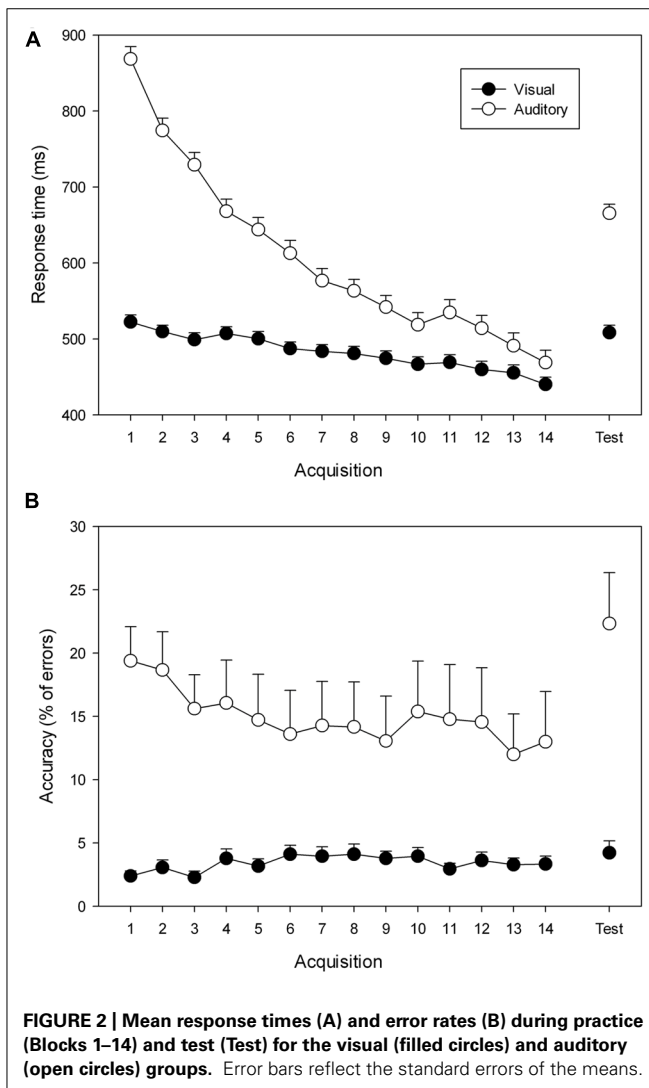 A
900
800
700
600
500
400
Response time (ms)
Visual
Auditory
1 2 3 4 5 6 7 8 9 10 11 12 13 14 Test
Acquisition
B
30
25
20
15
10
5
0
Accuracy (% of errors)
1 2 3 4 5 6 7 8 9 10 11 12 13 14 Test
Acquisition
FIGURE 2 | Mean response times (A) and error rates (B) during practice
(Blocks 1–14) and test (Test) for the visual (filled circles) and auditory
(open circles) groups. Error bars reflect the standard errors of the means.